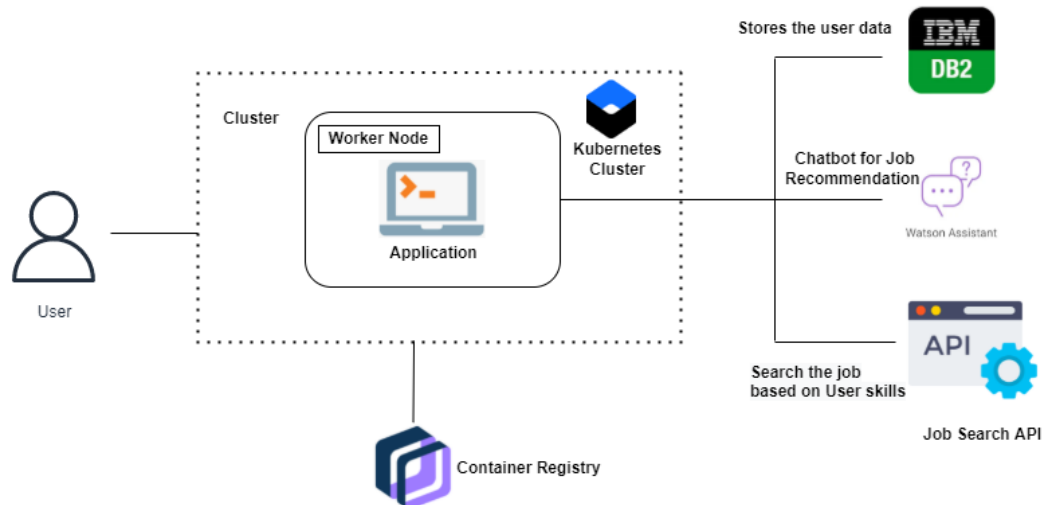 Stores the user data
IBM
DB2
Cluster
Worker Node
Kubernetes
Cluster
Application
Chatbot for Job
Recommendation
?
Watson Assistant
User
API
Search the job
based on User skills
Job Search API
Container Registry